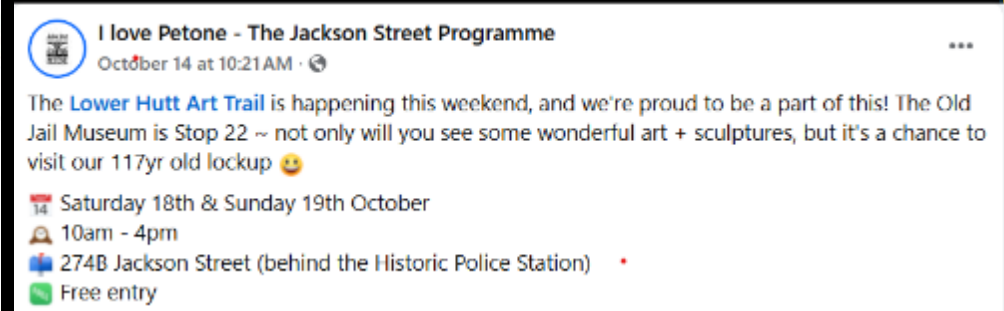 I love Petone - The Jackson Street Programme
October 14 at 10:21 AM ·
The Lower Hutt Art Trail is happening this weekend, and we're proud to be a part of this! The Old
Jail Museum is Stop 22 ~ not only will you see some wonderful art + sculptures, but it's a chance to
visit our 117yr old lockup 😀
📅 Saturday 18th & Sunday 19th October
🕰️ 10am - 4pm
📫 274B Jackson Street (behind the Historic Police Station)
💹 Free entry